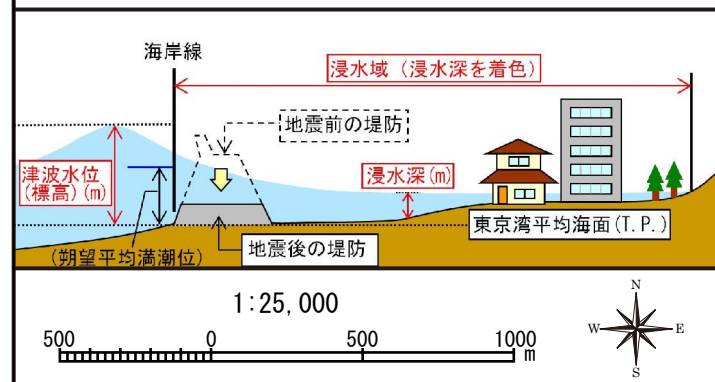 海岸線
浸水域（浸水深を着色）
地震前の堤防
津波水位
(標高)(m)
浸水深(m)
東京湾平均海面(T.P.)
地震後の堤防
(朔望平均満潮位)
1:25,000
500 0 500 1000
m
N
W E
S